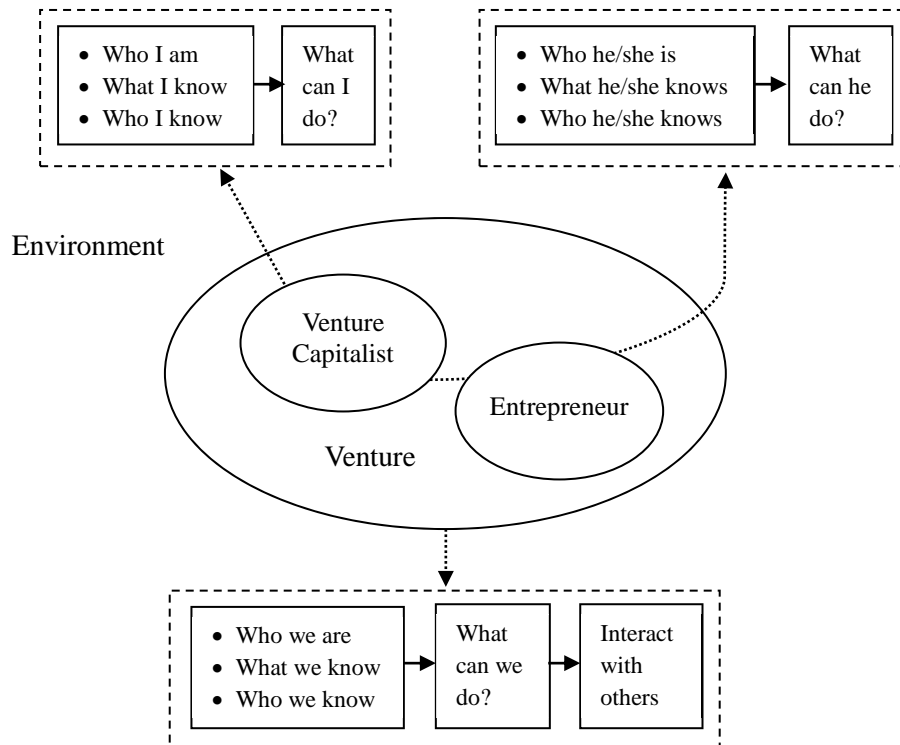 • Who I am
• What I know
• Who I know
What
can I
do?
• Who he/she is
• What he/she knows
• Who he/she knows
What
can he
do?
Environment
Venture
Capitalist
Entrepreneur
Venture
• Who we are
• What we know
• Who we know
What
can we
do?
Interact
with
others